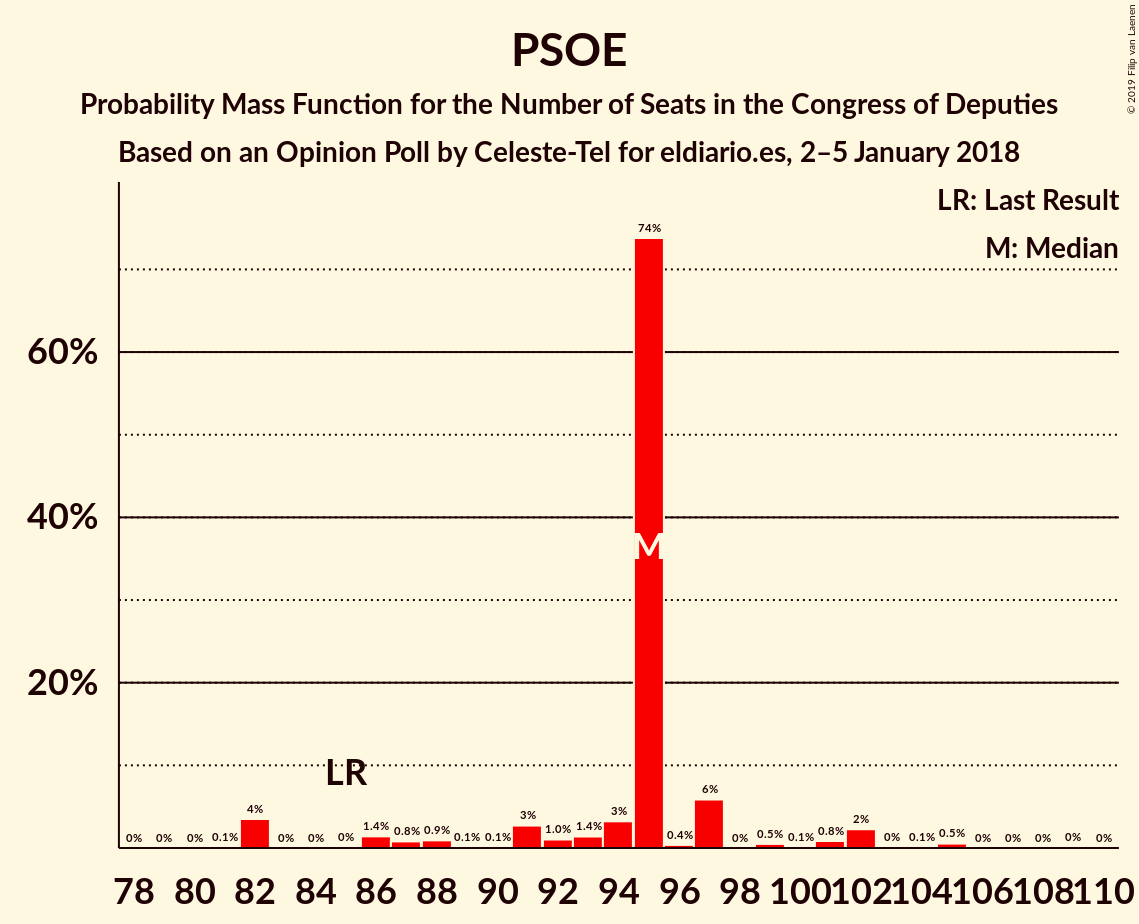 PSOE
Probability Mass Function for the Number of Seats in the Congress of Deputies
Based on an Opinion Poll by Celeste-Tel for eldiario.es, 2–5 January 2018
© 2019 Filip van Laenen
LR: Last Result
M: Median
60%
40%
20%
LR
M
0% 0% 0% 0.1% 4% 0% 0% 0% 1.4% 0.8% 0.9% 0.1% 0.1% 3% 1.0% 1.4% 3% 74% 0.4% 6% 0% 0.5% 0.1% 0.8% 2% 0% 0.1% 0.5% 0% 0% 0% 0% 0%
78 80 82 84 86 88 90 92 94 96 98 100 102 104 106 108 110